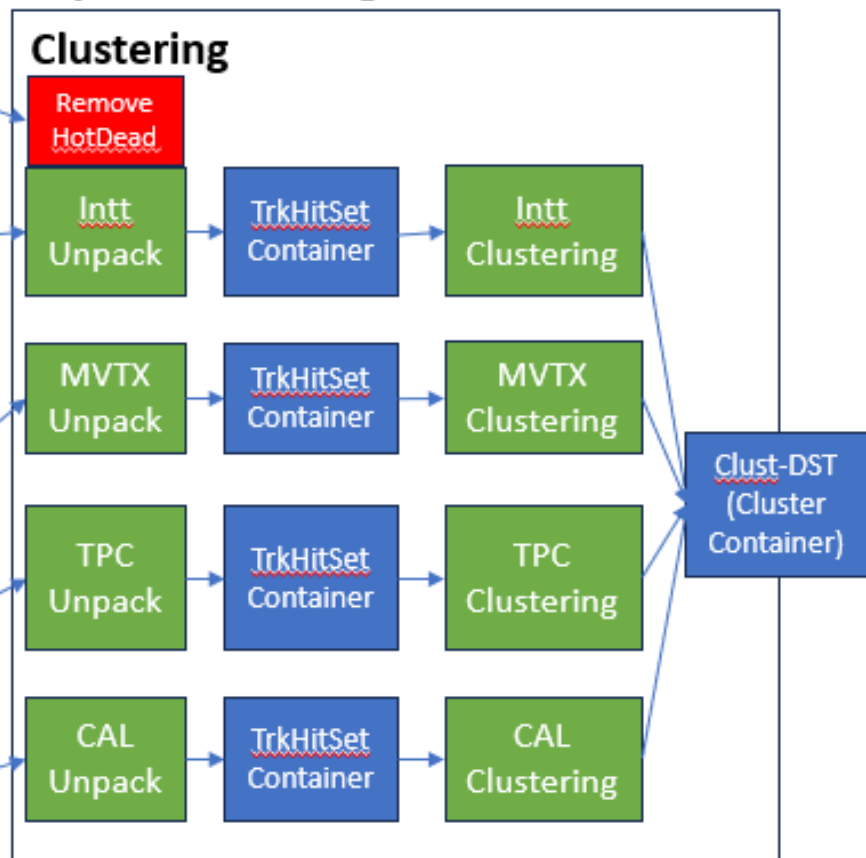 Clustering
Remove
HotDead
Intt
Unpack
TrkHitSet
Container
Intt
Clustering
MVTX
Unpack
TrkHitSet
Container
MVTX
Clustering
TPC
Unpack
TrkHitSet
Container
TPC
Clustering
CAL
Unpack
TrkHitSet
Container
CAL
Clustering
Clust-DST
(Cluster
Container)